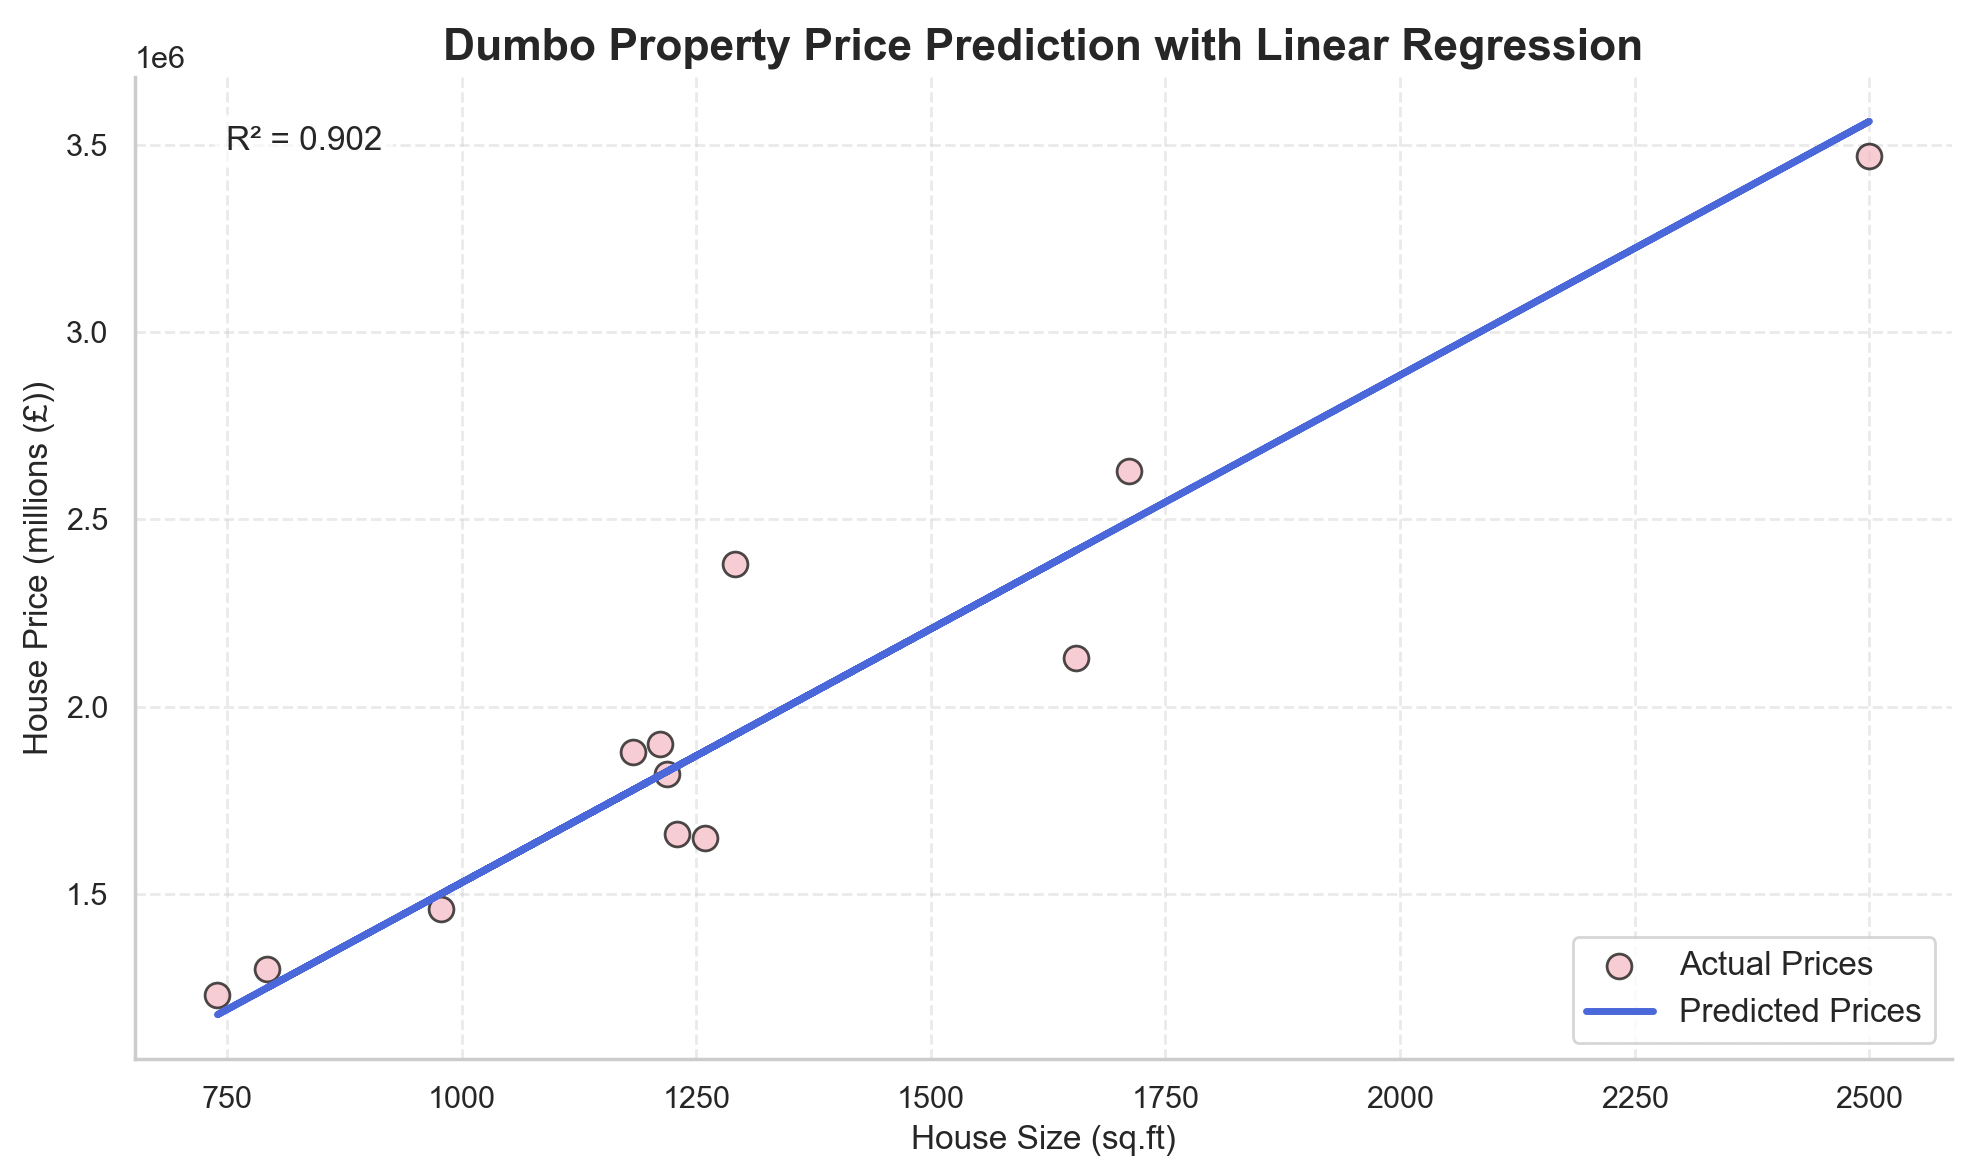 Dumbo Property Price Prediction with Linear Regression
1e6
R² = 0.902
3.5
3.0
2.5
2.0
1.5
House Price (millions (£))
750 1000 1250 1500 1750 2000 2250 2500
House Size (sq.ft)
Actual Prices
Predicted Prices